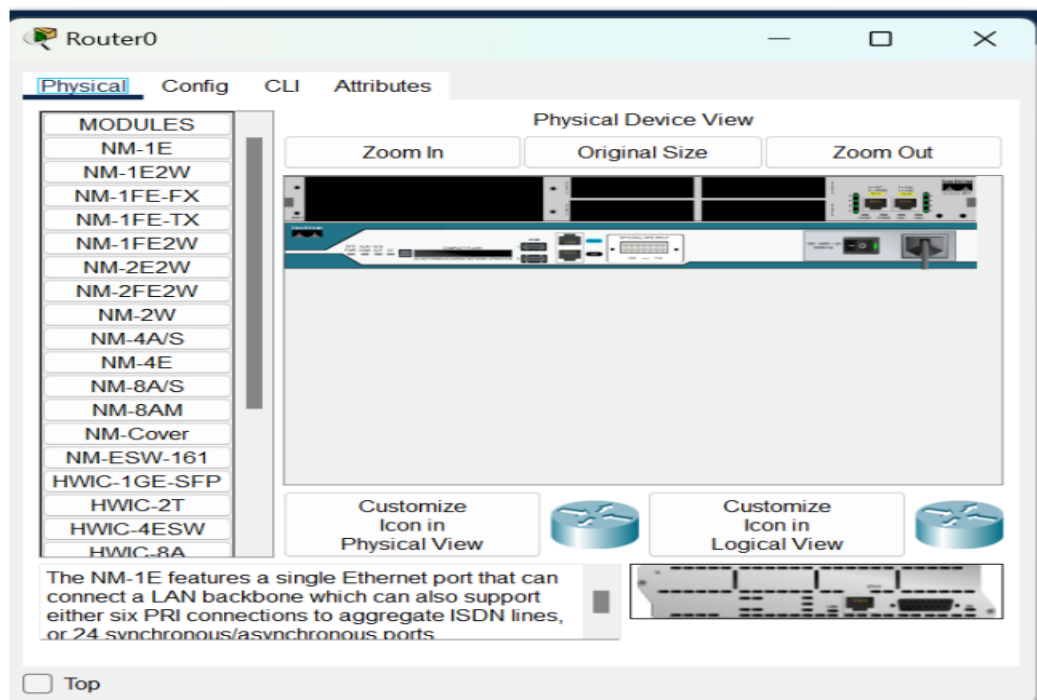 Router0
Physical
Config
CLI
Attributes
MODULES
NM-1E
NM-1E2W
NM-1FE-FX
NM-1FE-TX
NM-1FE2W
NM-2E2W
NM-2FE2W
NM-2W
NM-4A/S
NM-4E
NM-8A/S
NM-8AM
NM-Cover
NM-ESW-161
HWIC-1GE-SFP
HWIC-2T
HWIC-4ESW
HWIC-8A
Physical Device View
Zoom In
Original Size
Zoom Out
Customize
Icon in
Physical View
Customize
Icon in
Logical View
The NM-1E features a single Ethernet port that can
connect a LAN backbone which can also support
either six PRI connections to aggregate ISDN lines,
or 24 synchronous/asynchronous ports
Top